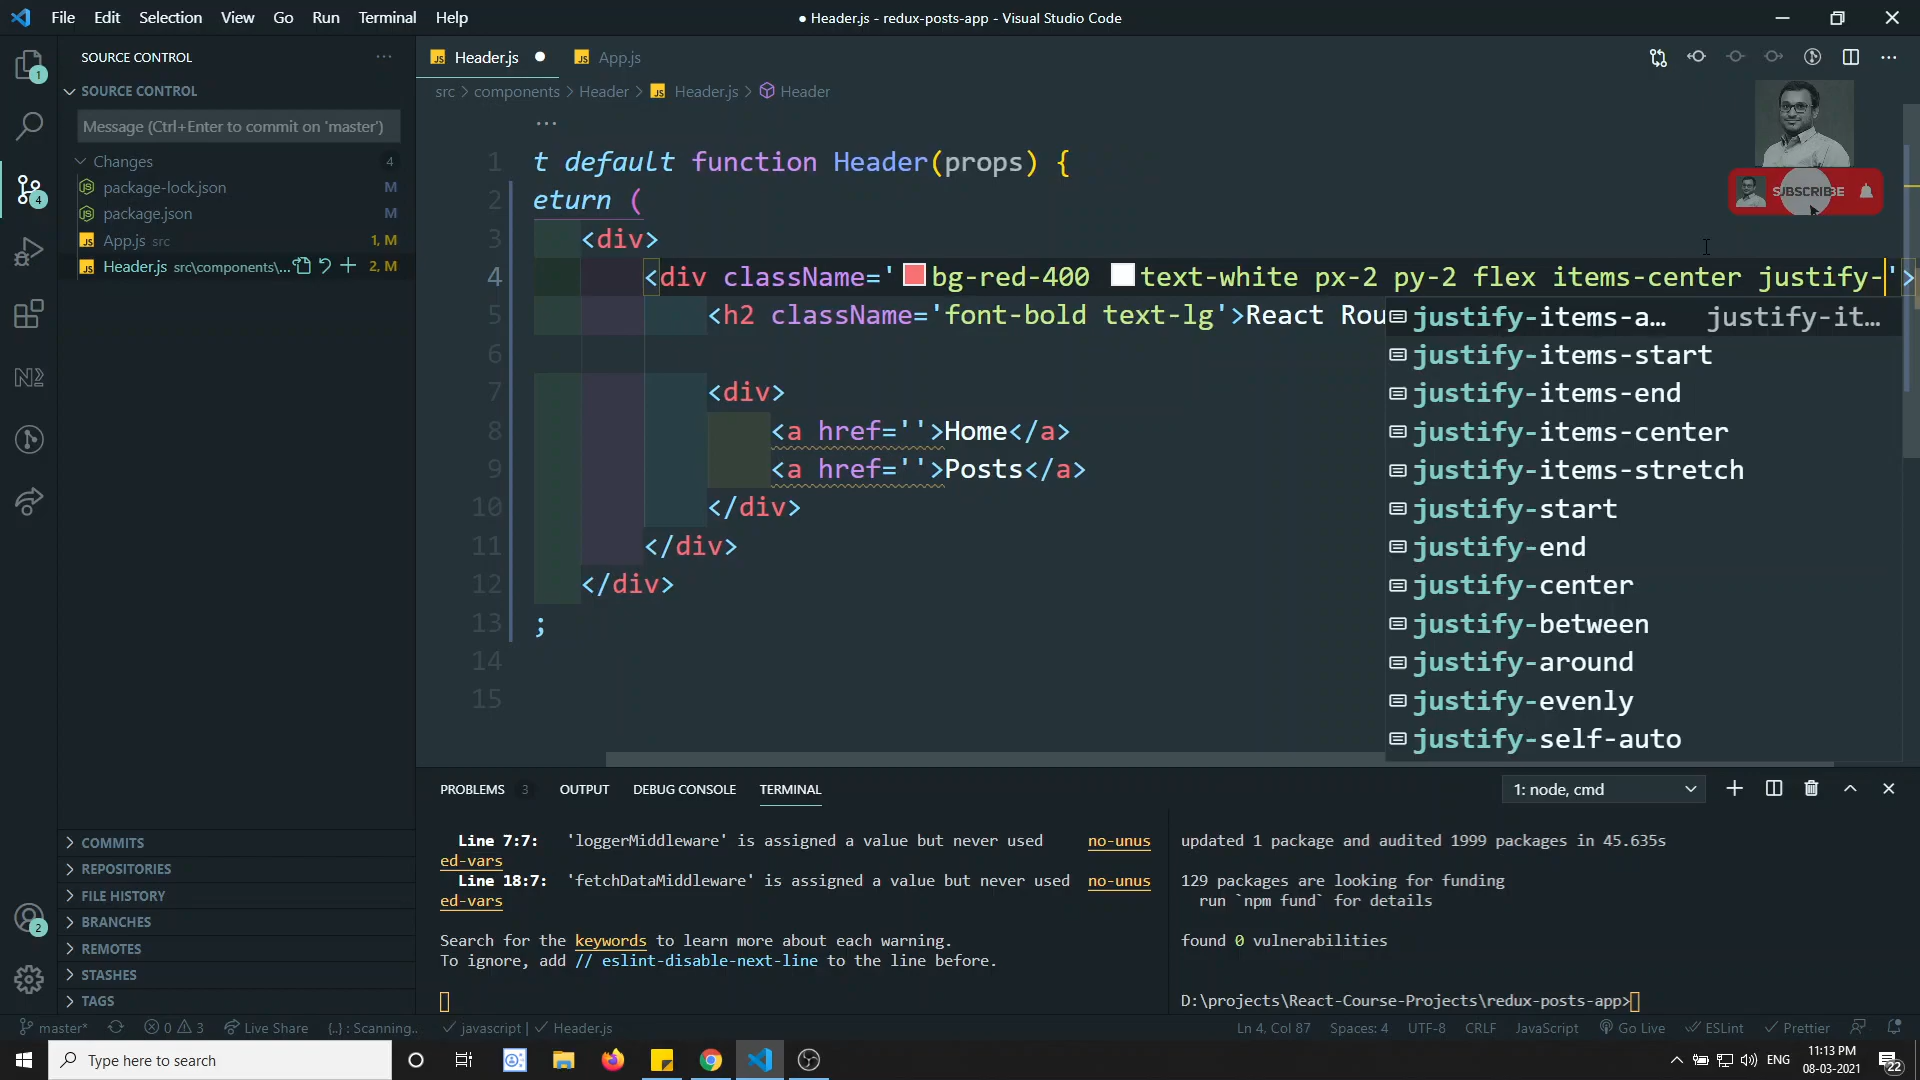 File Edit Selection View Go Run Terminal Help
● Header.js - redux-posts-app - Visual Studio Code
SOURCE CONTROL
SOURCE CONTROL
Message (Ctrl+Enter to commit on 'master')
Changes 4
package-lock.json M
package.json M
App.js src 1, M
Header.js src\components\... 2, M
COMMITS
REPOSITORIES
FILE HISTORY
BRANCHES
REMOTES
STASHES
TAGS
1
4
2
Header.js
App.js
src > components > Header > Header.js > Header
SUBSCRIBE
...
1 t default function Header(props) {
2 eturn (
3 <div>
4 <div className='bg-red-400 text-white px-2 py-2 flex items-center justify-'>
5 <h2 className='font-bold text-lg'>React Rou
6
7 <div>
8 <a href=''>Home</a>
9 <a href=''>Posts</a>
10 </div>
11 </div>
12 </div>
13 ;
14
15
justify-items-a... justify-it...
justify-items-start
justify-items-end
justify-items-center
justify-items-stretch
justify-start
justify-end
justify-center
justify-between
justify-around
justify-evenly
justify-self-auto
PROBLEMS 3 OUTPUT DEBUG CONSOLE TERMINAL
1: node, cmd
Line 7:7: 'loggerMiddleware' is assigned a value but never used no-unus
ed-vars
Line 18:7: 'fetchDataMiddleware' is assigned a value but never used no-unus
ed-vars
Search for the keywords to learn more about each warning.
To ignore, add // eslint-disable-next-line to the line before.
updated 1 package and audited 1999 packages in 45.635s
129 packages are looking for funding
run `npm fund` for details
found 0 vulnerabilities
D:\projects\React-Course-Projects\redux-posts-app>
master* 0 3 Live Share {..} : Scanning.. javascript | Header.js
Ln 4, Col 87 Spaces: 4 UTF-8 CRLF JavaScript Go Live ESLint Prettier
Type here to search
ENG
11:13 PM
08-03-2021
22